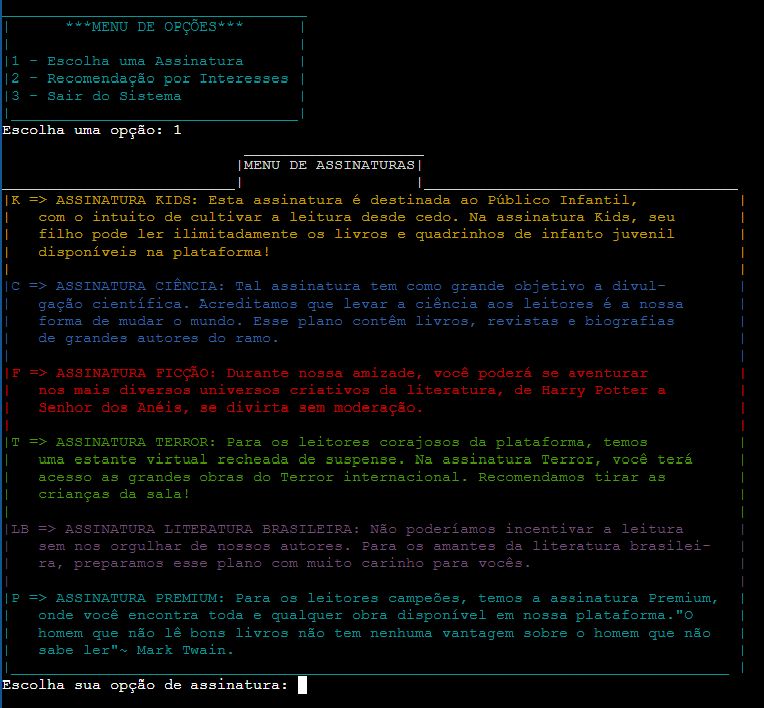 ***MENU DE OPÇÕES***
1 - Escolha uma Assinatura
2 - Recomendação por Interesses
3 - Sair do Sistema
Escolha uma opção: 1
MENU DE ASSINATURAS
K => ASSINATURA KIDS: Esta assinatura é destinada ao Público Infantil,
com o intuito de cultivar a leitura desde cedo. Na assinatura Kids, seu
filho pode ler ilimitadamente os livros e quadrinhos de infanto juvenil
disponíveis na plataforma!
C => ASSINATURA CIÊNCIA: Tal assinatura tem como grande objetivo a divul-
gação científica. Acreditamos que levar a ciência aos leitores é a nossa
forma de mudar o mundo. Esse plano contêm livros, revistas e biografias
de grandes autores do ramo.
F => ASSINATURA FICÇÃO: Durante nossa amizade, você poderá se aventurar
nos mais diversos universos criativos da literatura, de Harry Potter a
Senhor dos Anéis, se divirta sem moderação.
T => ASSINATURA TERROR: Para os leitores corajosos da plataforma, temos
uma estante virtual recheada de suspense. Na assinatura Terror, você terá
acesso as grandes obras do Terror internacional. Recomendamos tirar as
crianças da sala!
LB => ASSINATURA LITERATURA BRASILEIRA: Não poderíamos incentivar a leitura
sem nos orgulhar de nossos autores. Para os amantes da literatura brasilei-
ra, preparamos esse plano com muito carinho para vocês.
P => ASSINATURA PREMIUM: Para os leitores campeões, temos a assinatura Premium,
onde você encontra toda e qualquer obra disponível em nossa plataforma."O
homem que não lê bons livros não tem nenhuma vantagem sobre o homem que não
sabe ler"~ Mark Twain.
Escolha sua opção de assinatura: